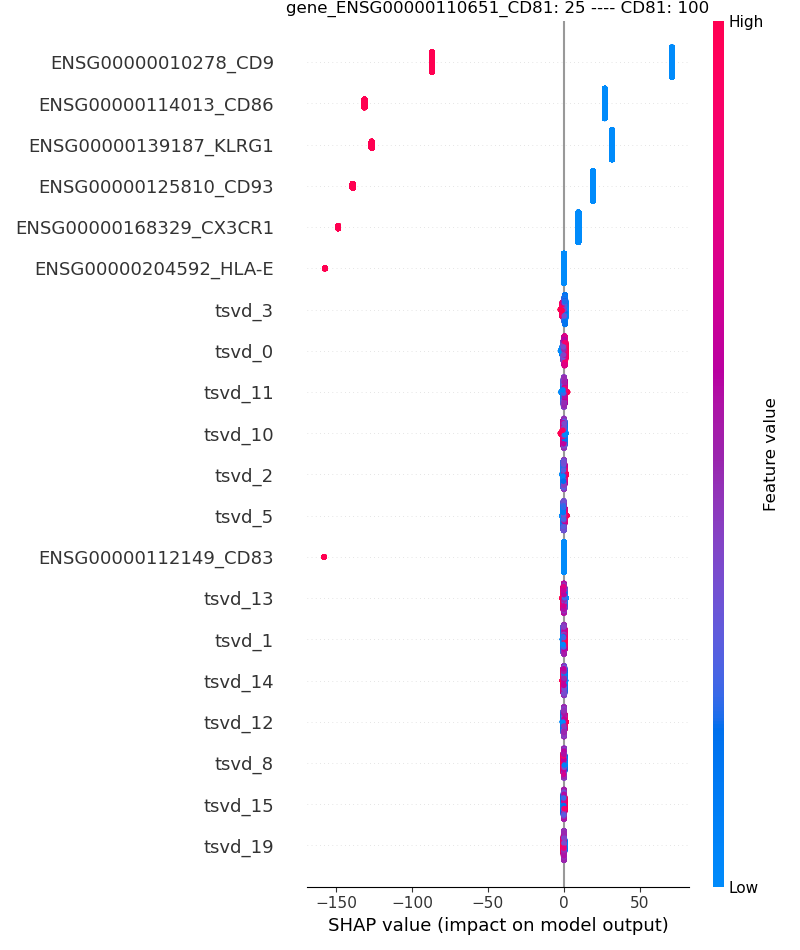 gene_ENSG00000110651_CD81: 25 ---- CD81: 100
High
ENSG00000010278_CD9
ENSG00000114013_CD86
ENSG00000139187_KLRG1
ENSG00000125810_CD93
ENSG00000168329_CX3CR1
ENSG00000204592_HLA-E
tsvd_3
tsvd_0
tsvd_11
tsvd_10
tsvd_2
tsvd_5
ENSG00000112149_CD83
tsvd_13
tsvd_1
tsvd_14
tsvd_12
tsvd_8
tsvd_15
tsvd_19
Feature value
Low
−150 −100 −50 0 50
SHAP value (impact on model output)